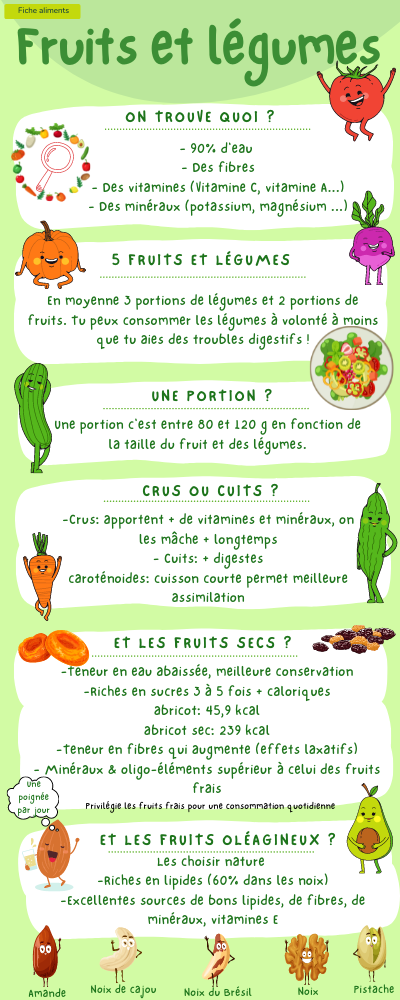 Fiche aliments
Fruits et légumes
ON TROUVE QUOI ?
- 90% d'eau
- Des fibres
- Des vitamines (Vitamine C, vitamine A...)
- Des minéraux (potassium, magnésium ...)
5 FRUITS ET LÉGUMES
En moyenne 3 portions de légumes et 2 portions de
fruits. Tu peux consommer les légumes à volonté à moins
que tu aies des troubles digestifs !
UNE PORTION ?
Une portion c'est entre 80 et 120 g en fonction de
la taille du fruit et des légumes.
CRUS OU CUITS ?
-Crus: apportent + de vitamines et minéraux, on
les mâche + longtemps
- Cuits: + digestes
caroténoides: cuisson courte permet meilleure
assimilation
ET LES FRUITS SECS ?
-Teneur en eau abaissée, meilleure conservation
-Riches en sucres 3 à 5 fois + caloriques
abricot: 45,9 kcal
abricot sec: 239 kcal
-Teneur en fibres qui augmente (effets laxatifs)
- Minéraux & oligo-éléments supérieur à celui des fruits
frais
Privilégie les fruits frais pour une consommation quotidienne
Une
poignée
par jour
ET LES FRUITS OLÉAGINEUX ?
Les choisir nature
-Riches en lipides (60% dans les noix)
-Excellentes sources de bons lipides, de fibres, de
minéraux, vitamines E
Amande
Noix de cajou
Noix du Brésil
Noix
Pistache